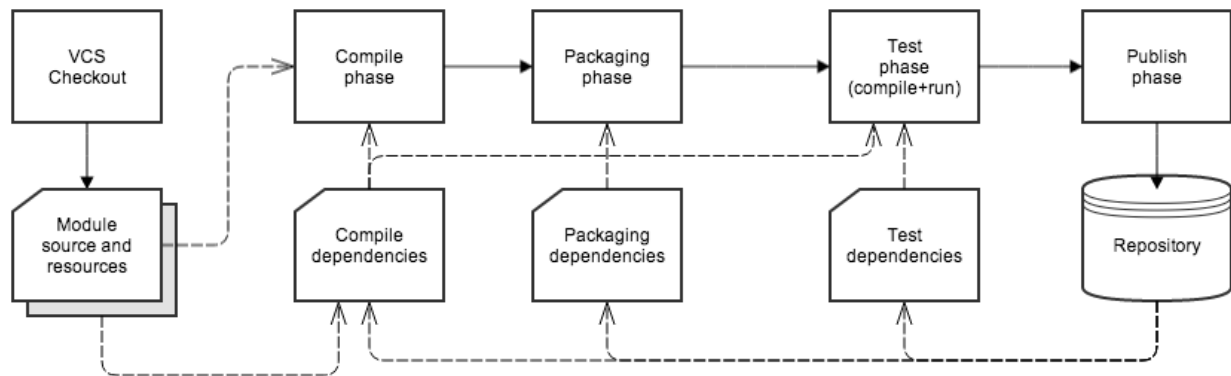 VCS
Checkout
Compile
phase
Packaging
phase
Test
phase
(compile+run)
Publish
phase
Module
source and
resources
Compile
dependencies
Packaging
dependencies
Test
dependencies
Repository